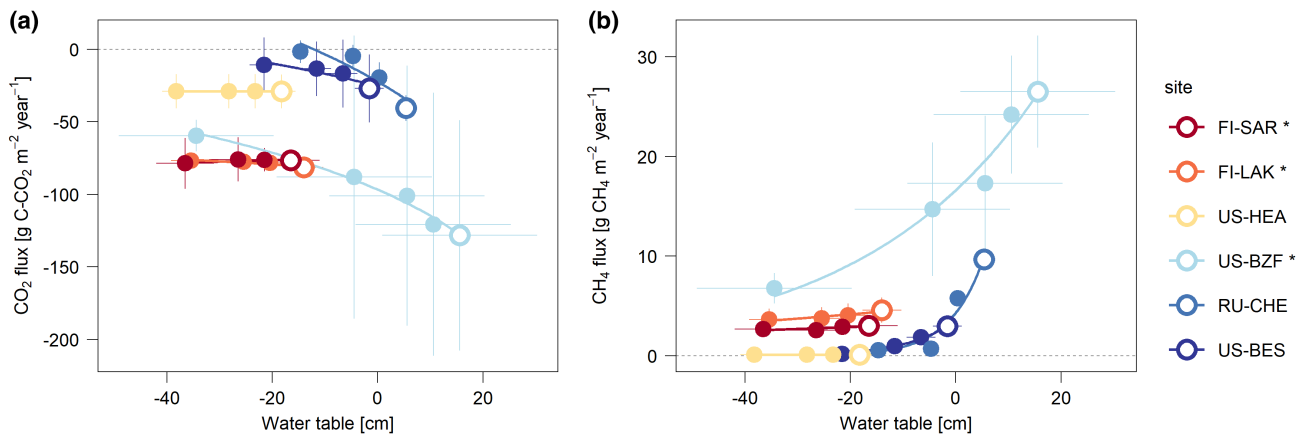 (a)
CO₂ flux [g C-CO₂ m⁻² year⁻¹]
0
-50
-100
-150
-200
-40 -20 0 20
Water table [cm]
(b)
CH₄ flux [g CH₄ m⁻² year⁻¹]
30
20
10
0
-40 -20 0 20
Water table [cm]
site
FI-SAR *
FI-LAK *
US-HEA
US-BZF *
RU-CHE
US-BES